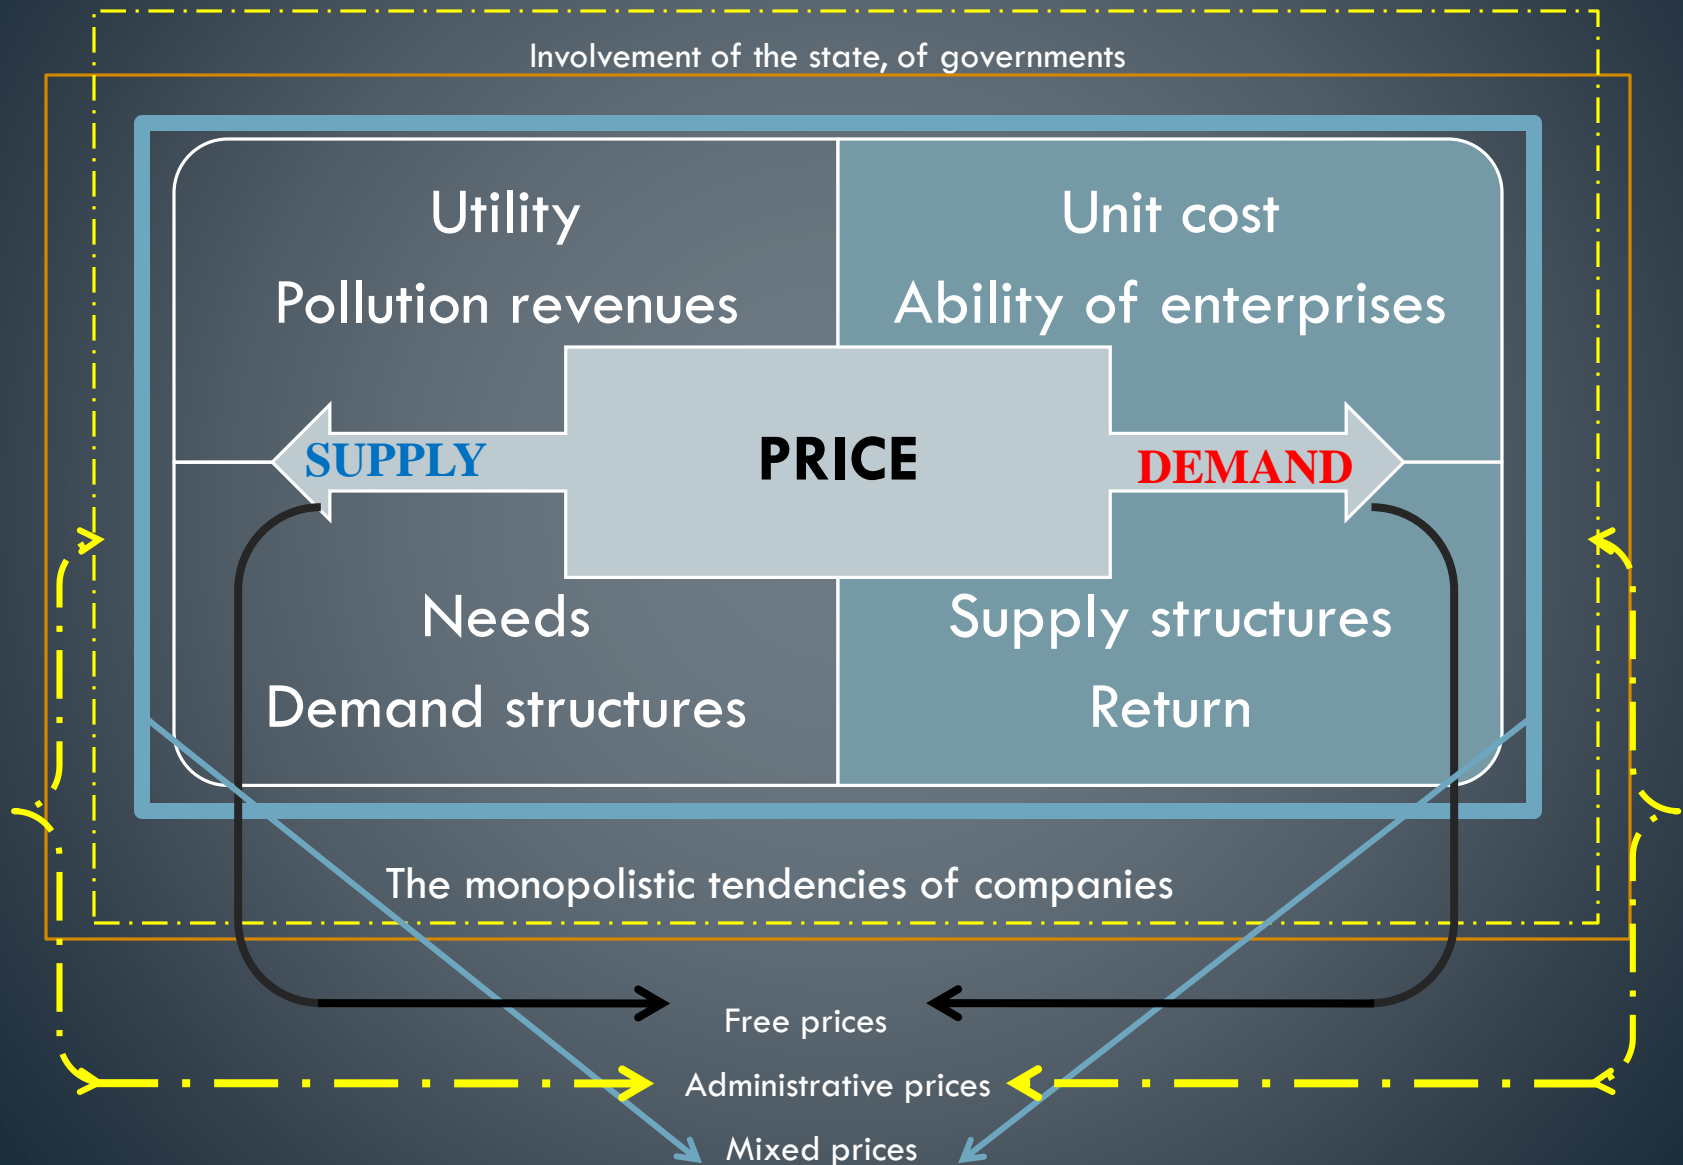 Involvement of the state, of governments
Utility
Pollution revenues
Unit cost
Ability of enterprises
SUPPLY
PRICE
DEMAND
Needs
Demand structures
Supply structures
Return
The monopolistic tendencies of companies
Free prices
Administrative prices
Mixed prices